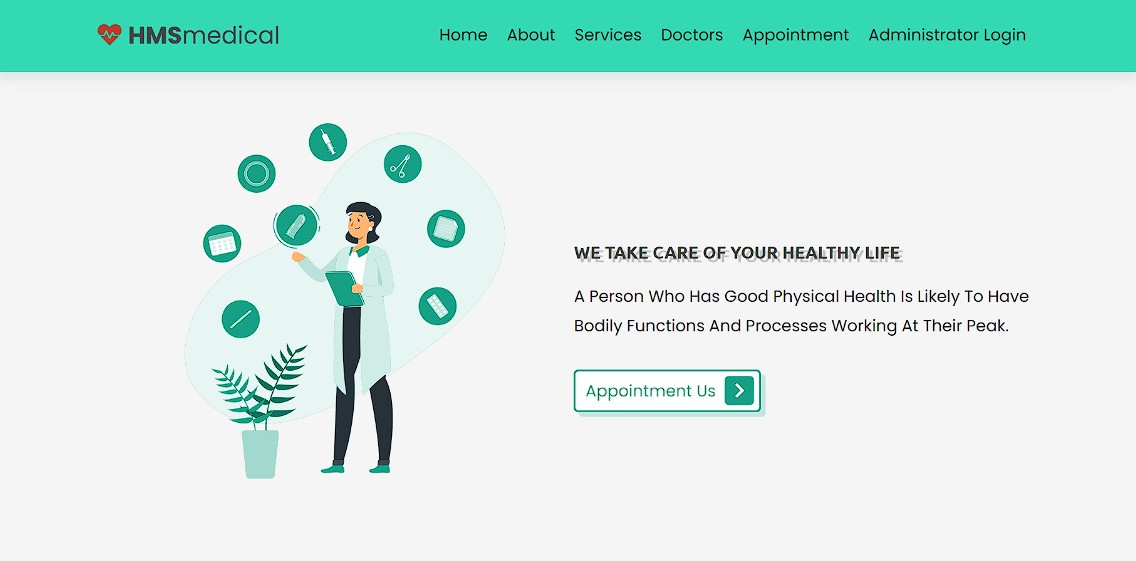 HMSmedical
Home About Services Doctors Appointment Administrator Login
WE TAKE CARE OF YOUR HEALTHY LIFE
A Person Who Has Good Physical Health Is Likely To Have
Bodily Functions And Processes Working At Their Peak.
Appointment Us